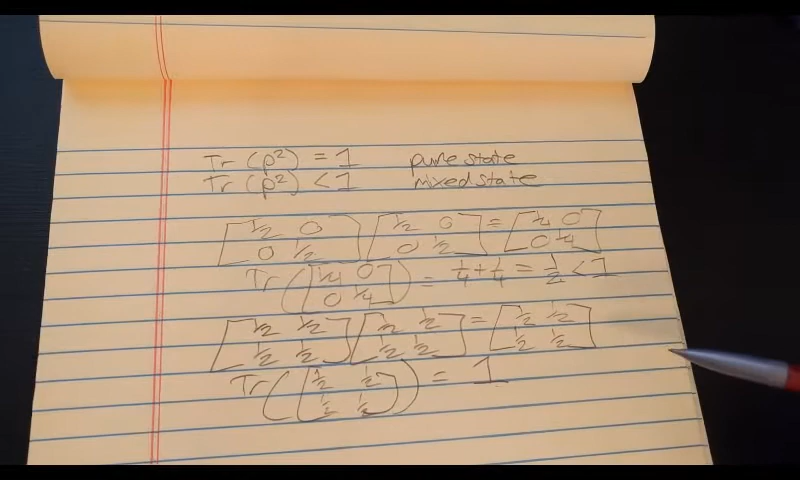 Tr (ρ²) = 1 pure state
Tr (ρ²) < 1 mixed state
[1/2 0; 0 1/2] [1/2 0; 0 1/2] = [1/4 0; 0 1/4]
Tr([1/4 0; 0 1/4]) = 1/4 + 1/4 = 1/2 < 1
[1/2 1/2; 1/2 1/2] [1/2 1/2; 1/2 1/2] = [1/2 1/2; 1/2 1/2]
Tr([1/2 1/2; 1/2 1/2]) = 1